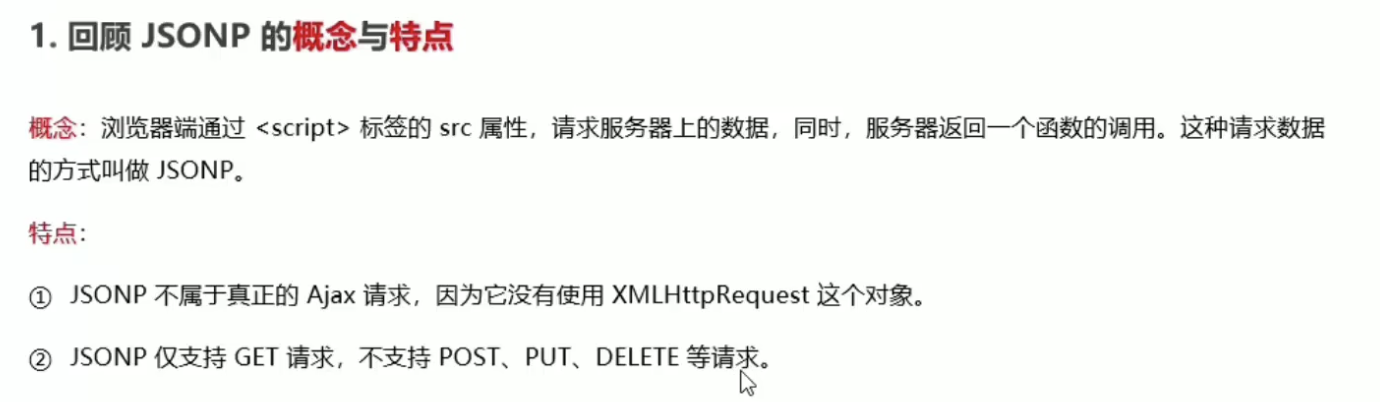 1. 回顾 JSONP 的概念与特点
概念：浏览器端通过 <script> 标签的 src 属性，请求服务器上的数据，同时，服务器返回一个函数的调用。这种请求数据
的方式叫做 JSONP。
特点：
① JSONP 不属于真正的 Ajax 请求，因为它没有使用 XMLHttpRequest 这个对象。
② JSONP 仅支持 GET 请求，不支持 POST、PUT、DELETE 等请求。